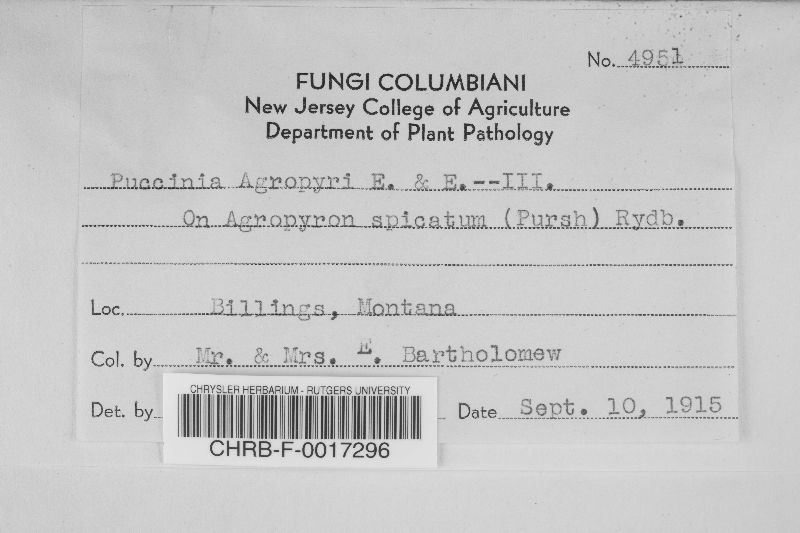 No. 4951
FUNGI COLUMBIANI
New Jersey College of Agriculture
Department of Plant Pathology
Puccinia Agropyri E. & E.--III.
On Agropyron spicatum (Pursh) Rydb.
Loc. Billings, Montana
Col. by Mr. & Mrs. E. Bartholomew
Det. by
Date Sept. 10, 1915
CHRYSLER HERBARIUM - RUTGERS UNIVERSITY
CHRB-F-0017296